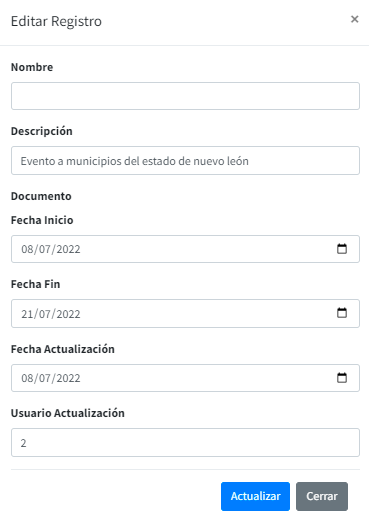 Editar Registro ×
Nombre
Descripción
Evento a municipios del estado de nuevo león
Documento
Fecha Inicio
08/07/2022
Fecha Fin
21/07/2022
Fecha Actualización
08/07/2022
Usuario Actualización
2
Actualizar Cerrar